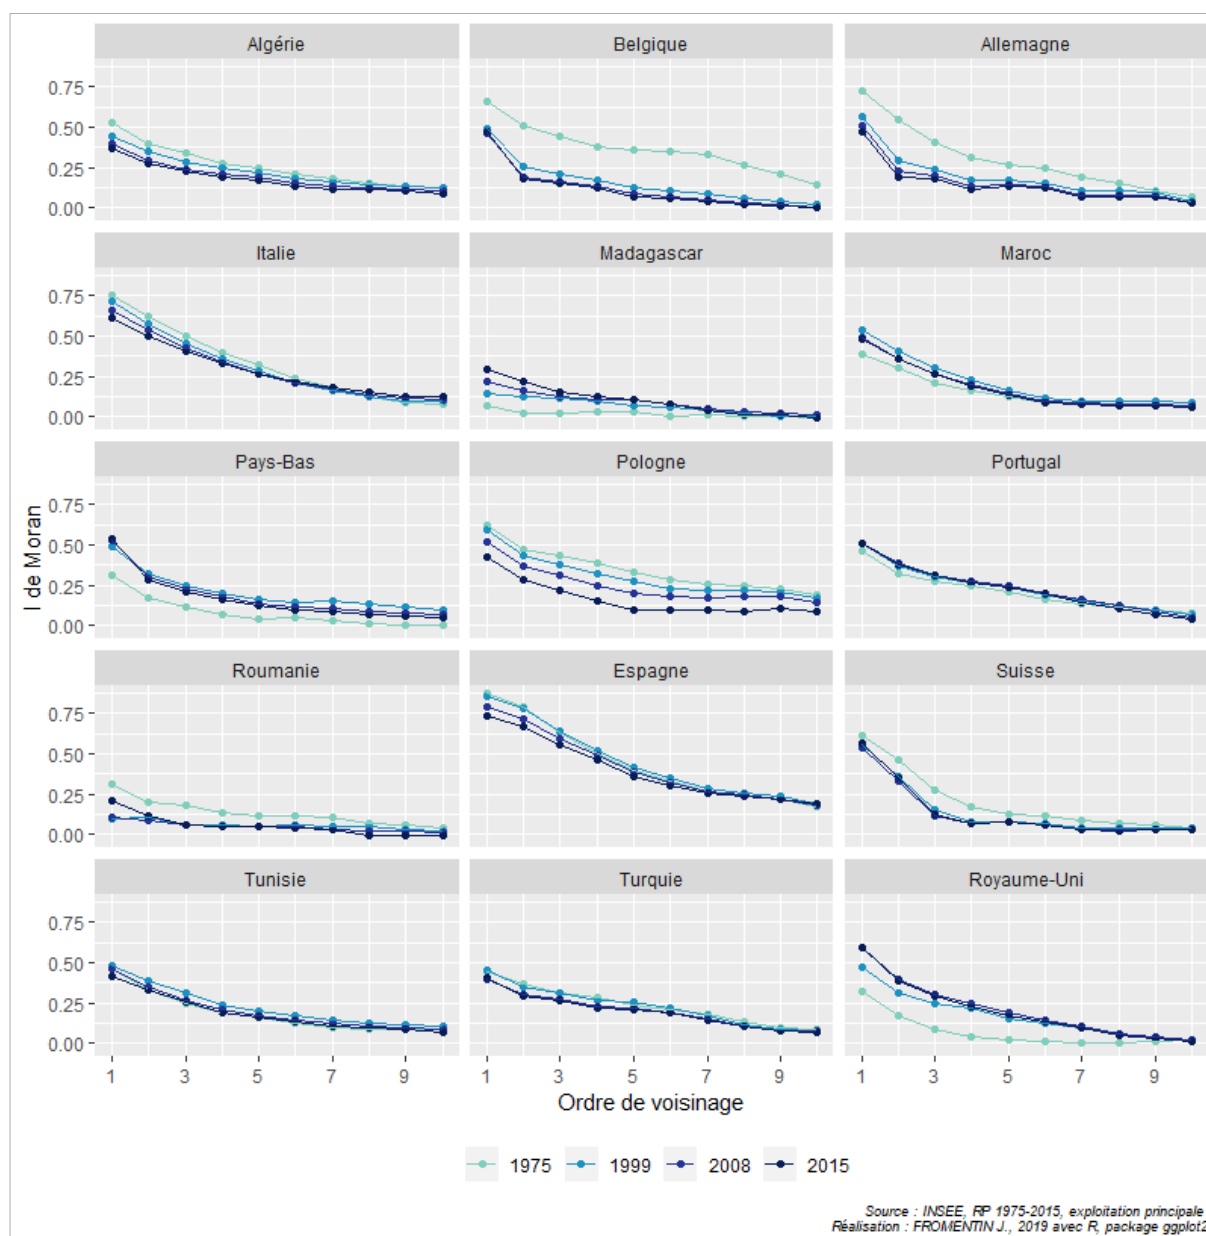 Algérie Belgique Allemagne
0.75
0.50
0.25
0.00
Italie Madagascar Maroc
0.75
0.50
0.25
0.00
Pays-Bas Pologne Portugal
0.75
0.50
0.25
0.00
Roumanie Espagne Suisse
0.75
0.50
0.25
0.00
Tunisie Turquie Royaume-Uni
0.75
0.50
0.25
0.00
I de Moran
1 3 5 7 9 1 3 5 7 9 1 3 5 7 9
Ordre de voisinage
1975 1999 2008 2015
Source : INSEE, RP 1975-2015, exploitation principale
Réalisation : FROMENTIN J., 2019 avec R, package ggplot2